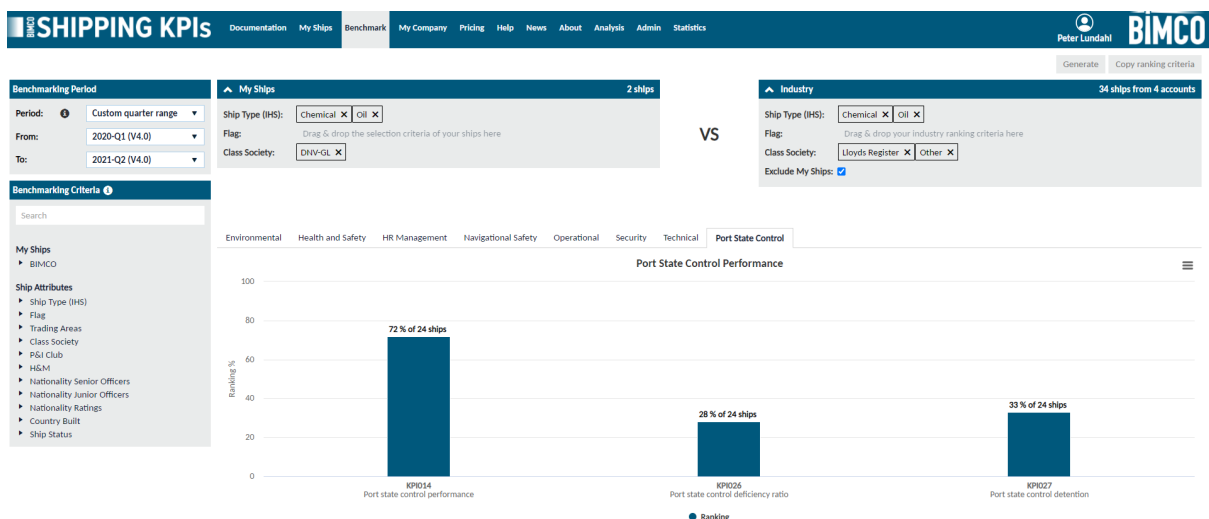 BIMCO SHIPPING KPIs Documentation My Ships Benchmark My Company Pricing Help News About Analysis Admin Statistics Peter Lundahl BIMCO
Generate Copy ranking criteria
Benchmarking Period
Period: Custom quarter range
From: 2020-Q1 (V4.0)
To: 2021-Q2 (V4.0)
My Ships 2 ships
Ship Type (IHS): Chemical X Oil X
Flag: Drag & drop the selection criteria of your ships here
Class Society: DNV-GL X
VS
Industry 34 ships from 4 accounts
Ship Type (IHS): Chemical X Oil X
Flag: Drag & drop your industry ranking criteria here
Class Society: Lloyds Register X Other X
Exclude My Ships:
Benchmarking Criteria
Search
My Ships
BIMCO
Ship Attributes
Ship Type (IHS)
Flag
Trading Areas
Class Society
P&I Club
H&M
Nationality Senior Officers
Nationality Junior Officers
Nationality Ratings
Country Built
Ship Status
Environmental Health and Safety HR Management Navigational Safety Operational Security Technical Port State Control
Port State Control Performance
Ranking %
100
80
60
40
20
0
72 % of 24 ships
28 % of 24 ships
33 % of 24 ships
KPI014
Port state control performance
KPI026
Port state control deficiency ratio
KPI027
Port state control detention
Ranking